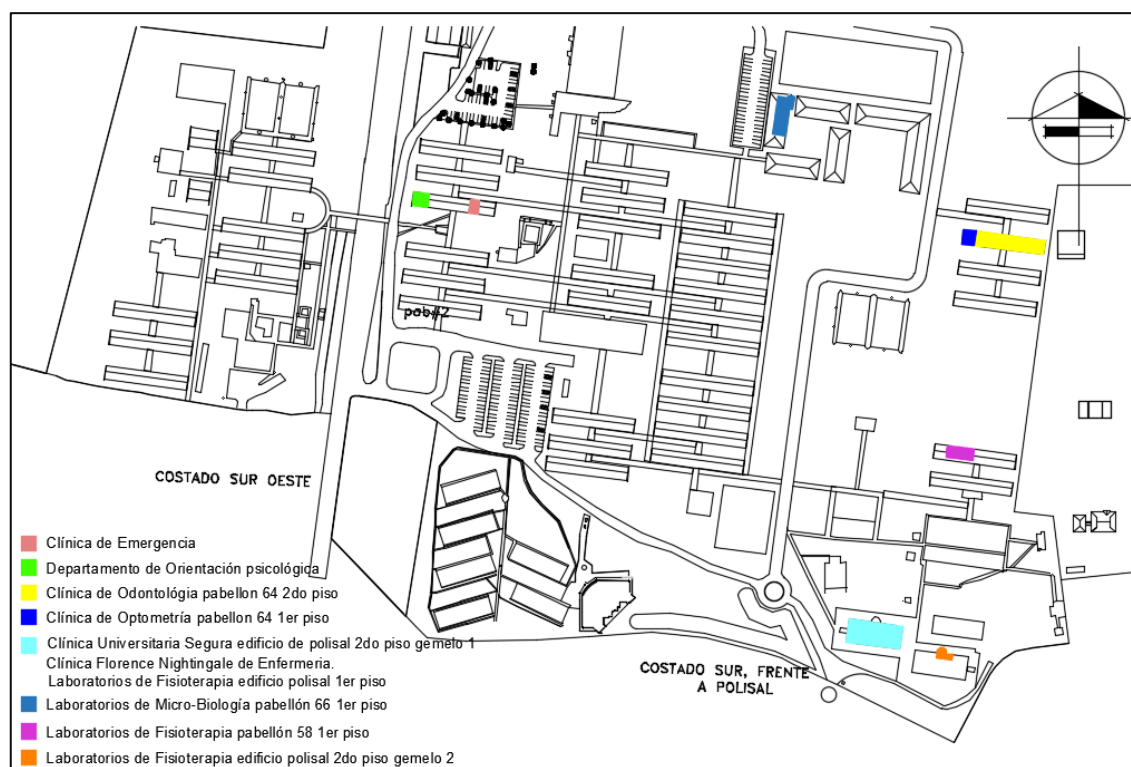 pab#2
COSTADO SUR OESTE
COSTADO SUR, FRENTE
A POLISAL
Clínica de Emergencia
Departamento de Orientación psicológica
Clínica de Odontológia pabellon 64 2do piso
Clínica de Optometría pabellon 64 1er piso
Clínica Universitaria Segura edificio de polisal 2do piso gemelo 1
Clínica Florence Nightingale de Enfermeria.
Laboratorios de Fisioterapia edificio polisal 1er piso
Laboratorios de Micro-Biología pabellón 66 1er piso
Laboratorios de Fisioterapia pabellón 58 1er piso
Laboratorios de Fisioterapia edificio polisal 2do piso gemelo 2